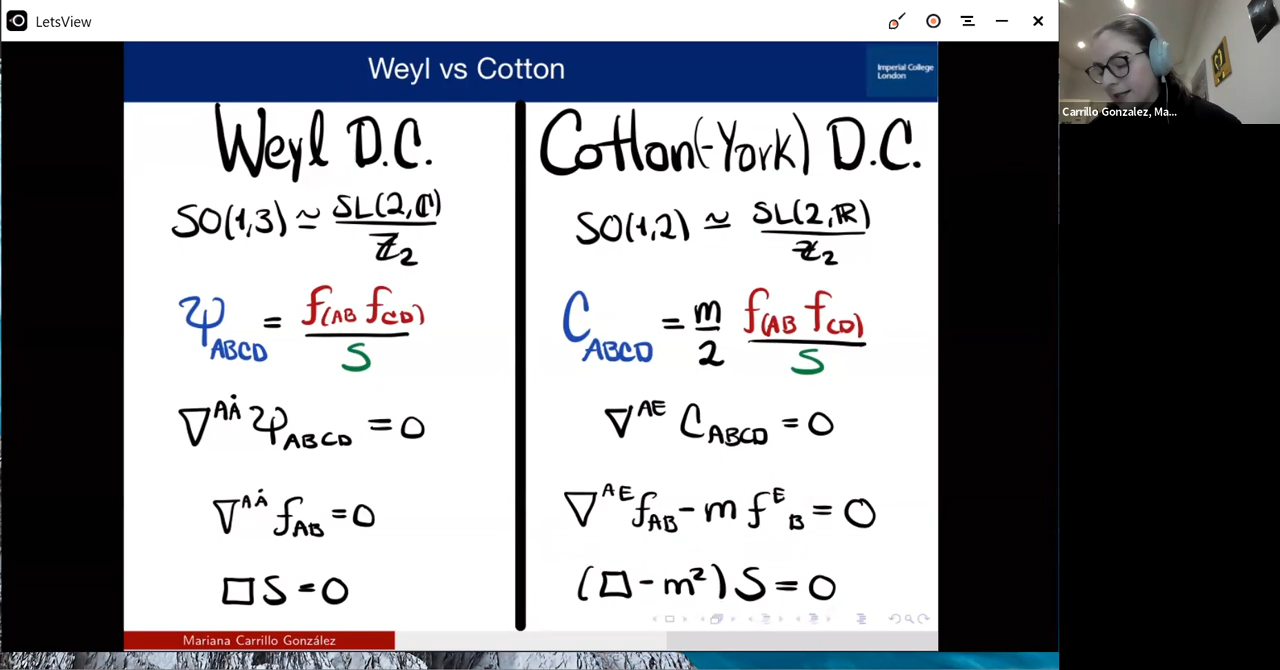 LetsView
Weyl vs Cotton
Imperial College
London
Carrillo Gonzalez, Ma...
Weyl D.C.
SO(1,3) ≃ SL(2,ℂ)/ℤ₂
Ψ_ABCD = f_(AB f_CD)/S
∇^AȦ Ψ_ABCD = 0
∇^AȦ f_AB = 0
□S = 0
Cotton(-York) D.C.
SO(1,2) ≃ SL(2,ℝ)/ℤ₂
C_ABCD = m/2 f_(AB f_CD)/S
∇^AE C_ABCD = 0
∇^AE f_AB - m f^E_B = 0
(□ - m²) S = 0
Mariana Carrillo González